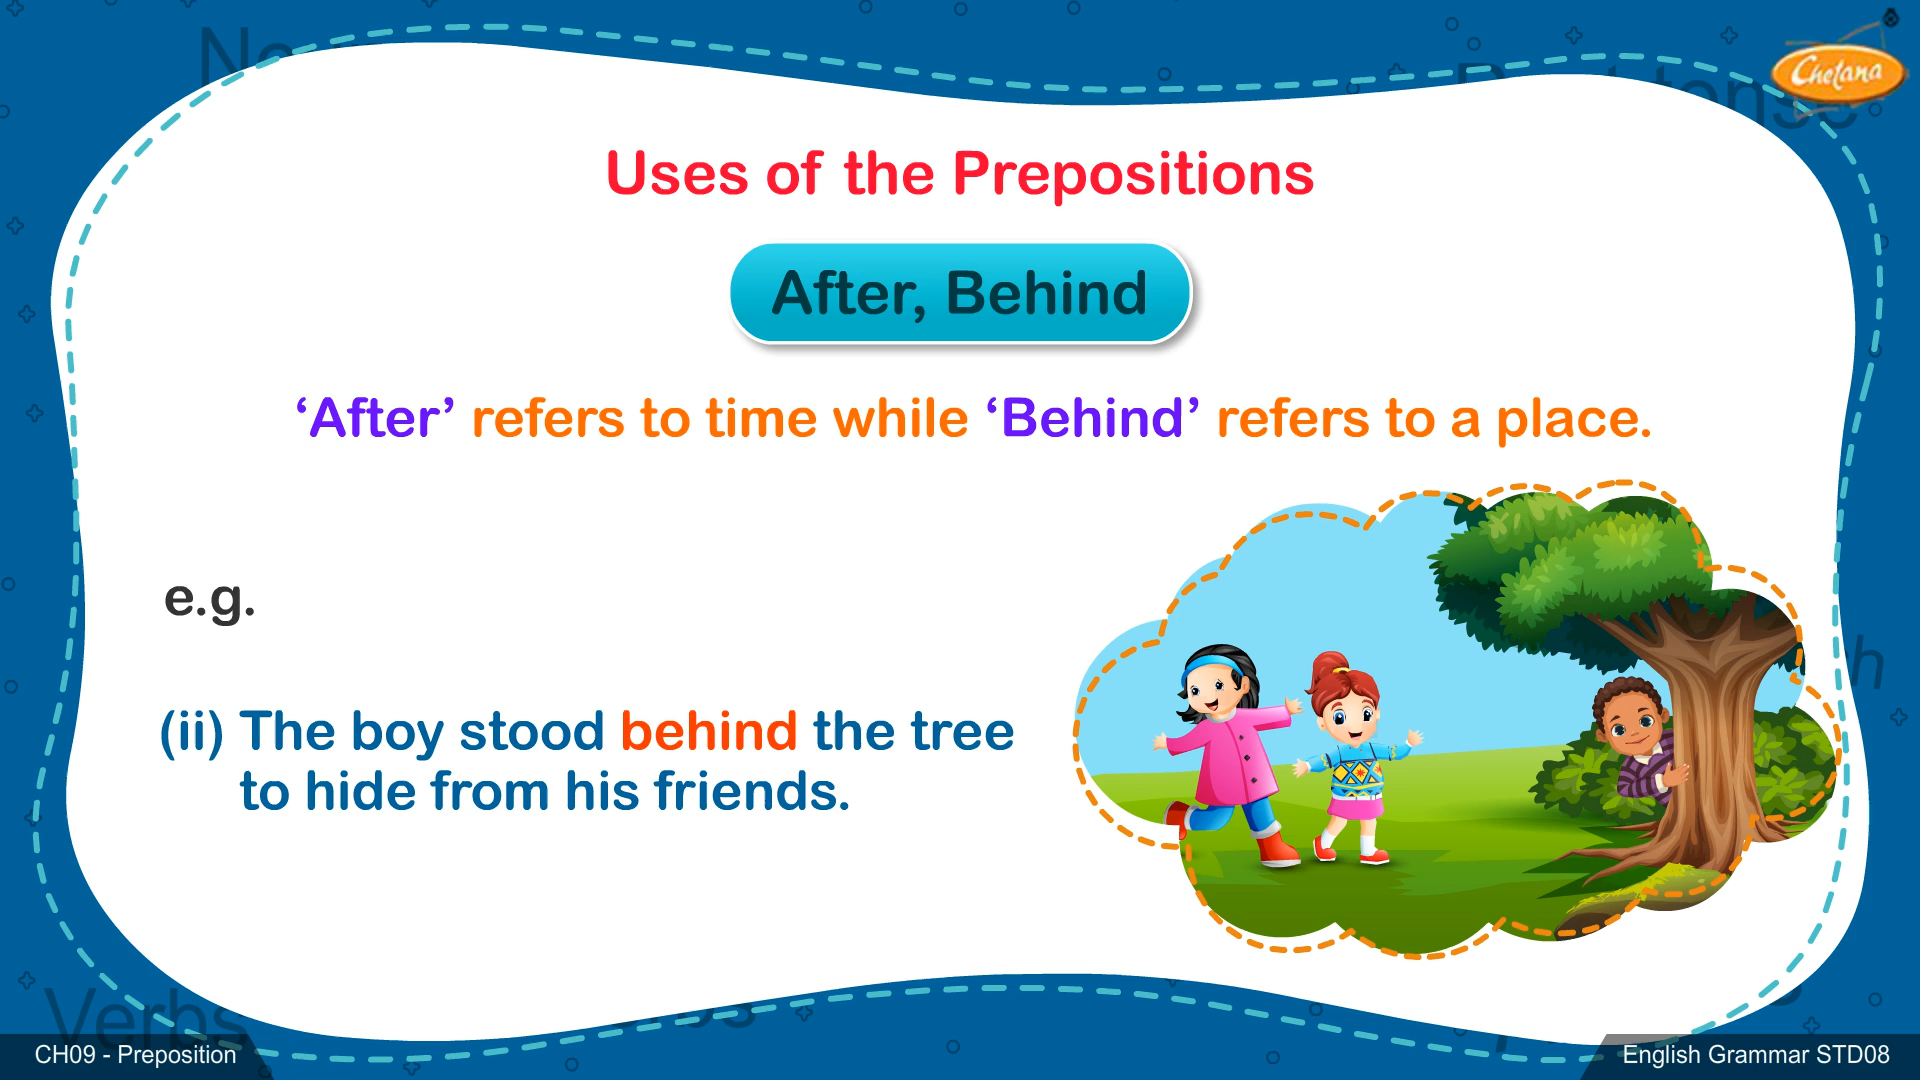 Chetana
Uses of the Prepositions
After, Behind
‘After’ refers to time while ‘Behind’ refers to a place.
e.g.
(ii) The boy stood behind the tree
to hide from his friends.
Verbs
CH09 - Preposition
English Grammar STD08